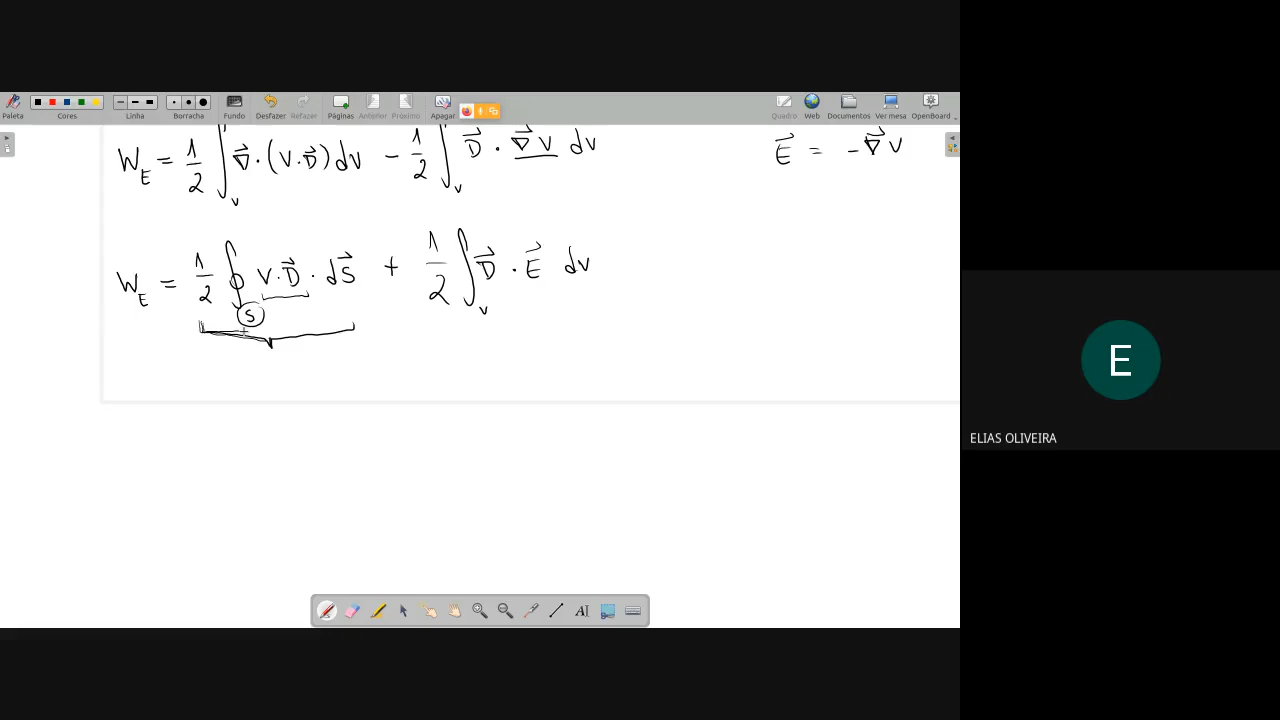 Paleta Cores Linha Borracha Fundo Desfazer Refazer Páginas Anterior Próximo Apagar Quadro Web Documentos Ver mesa OpenBoard
W_E = 1/2 ∫_v ∇⃗ · (V · D⃗) dv − 1/2 ∫_v D⃗ · ∇⃗V dv
E⃗ = −∇⃗V
W_E = 1/2 ∮_S V · D⃗ · dS⃗ + 1/2 ∫_v D⃗ · E⃗ dv
E
ELIAS OLIVEIRA
AI